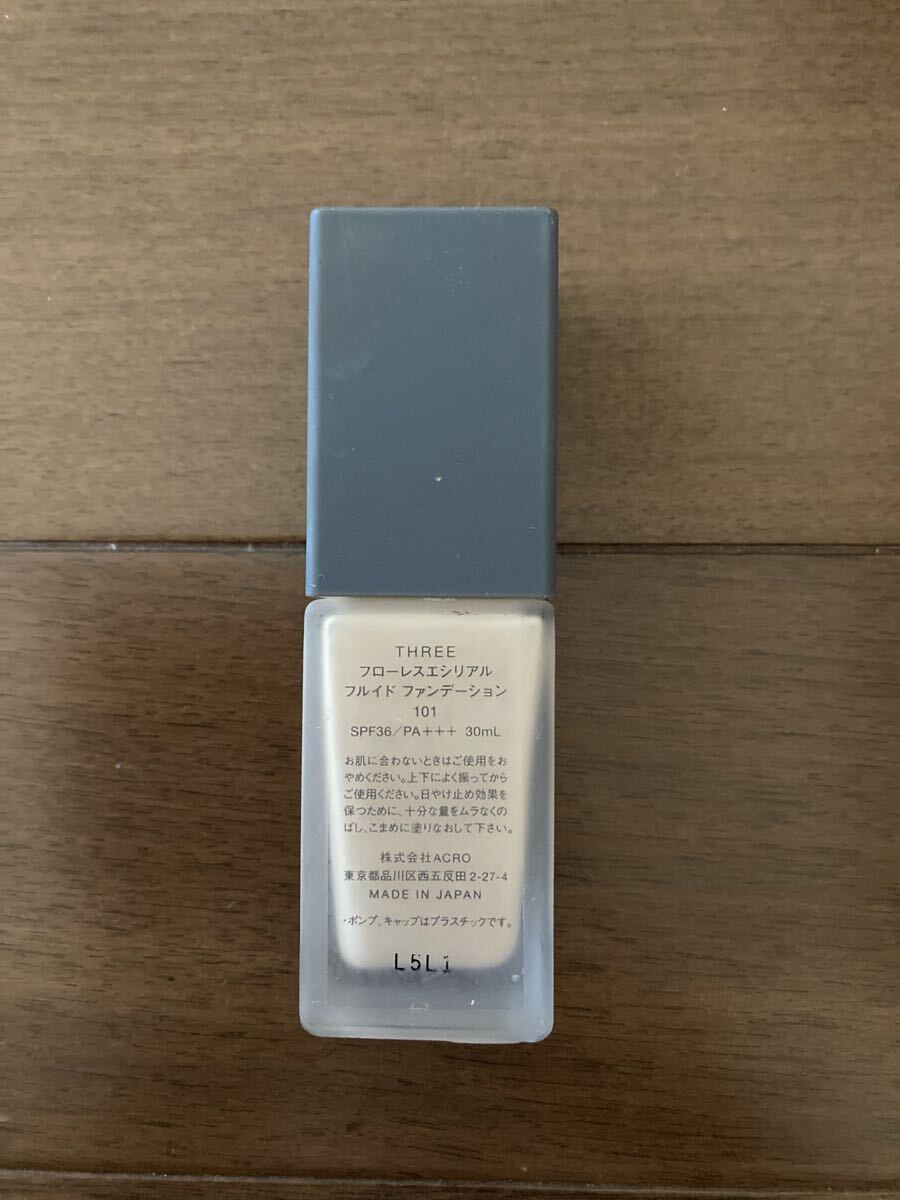 THREE
フローレスエシリアル
フルイド ファンデーション
101
SPF36／PA+++ 30mL
お肌に合わないときはご使用をお
やめください。上下によく振ってから
ご使用ください。日やけ止め効果を
保つために、十分な量をムラなくの
ばし、こまめに塗りなおして下さい。
株式会社ACRO
東京都品川区西五反田2-27-4
MADE IN JAPAN
・ポンプ、キャップはプラスチックです。
L5L1